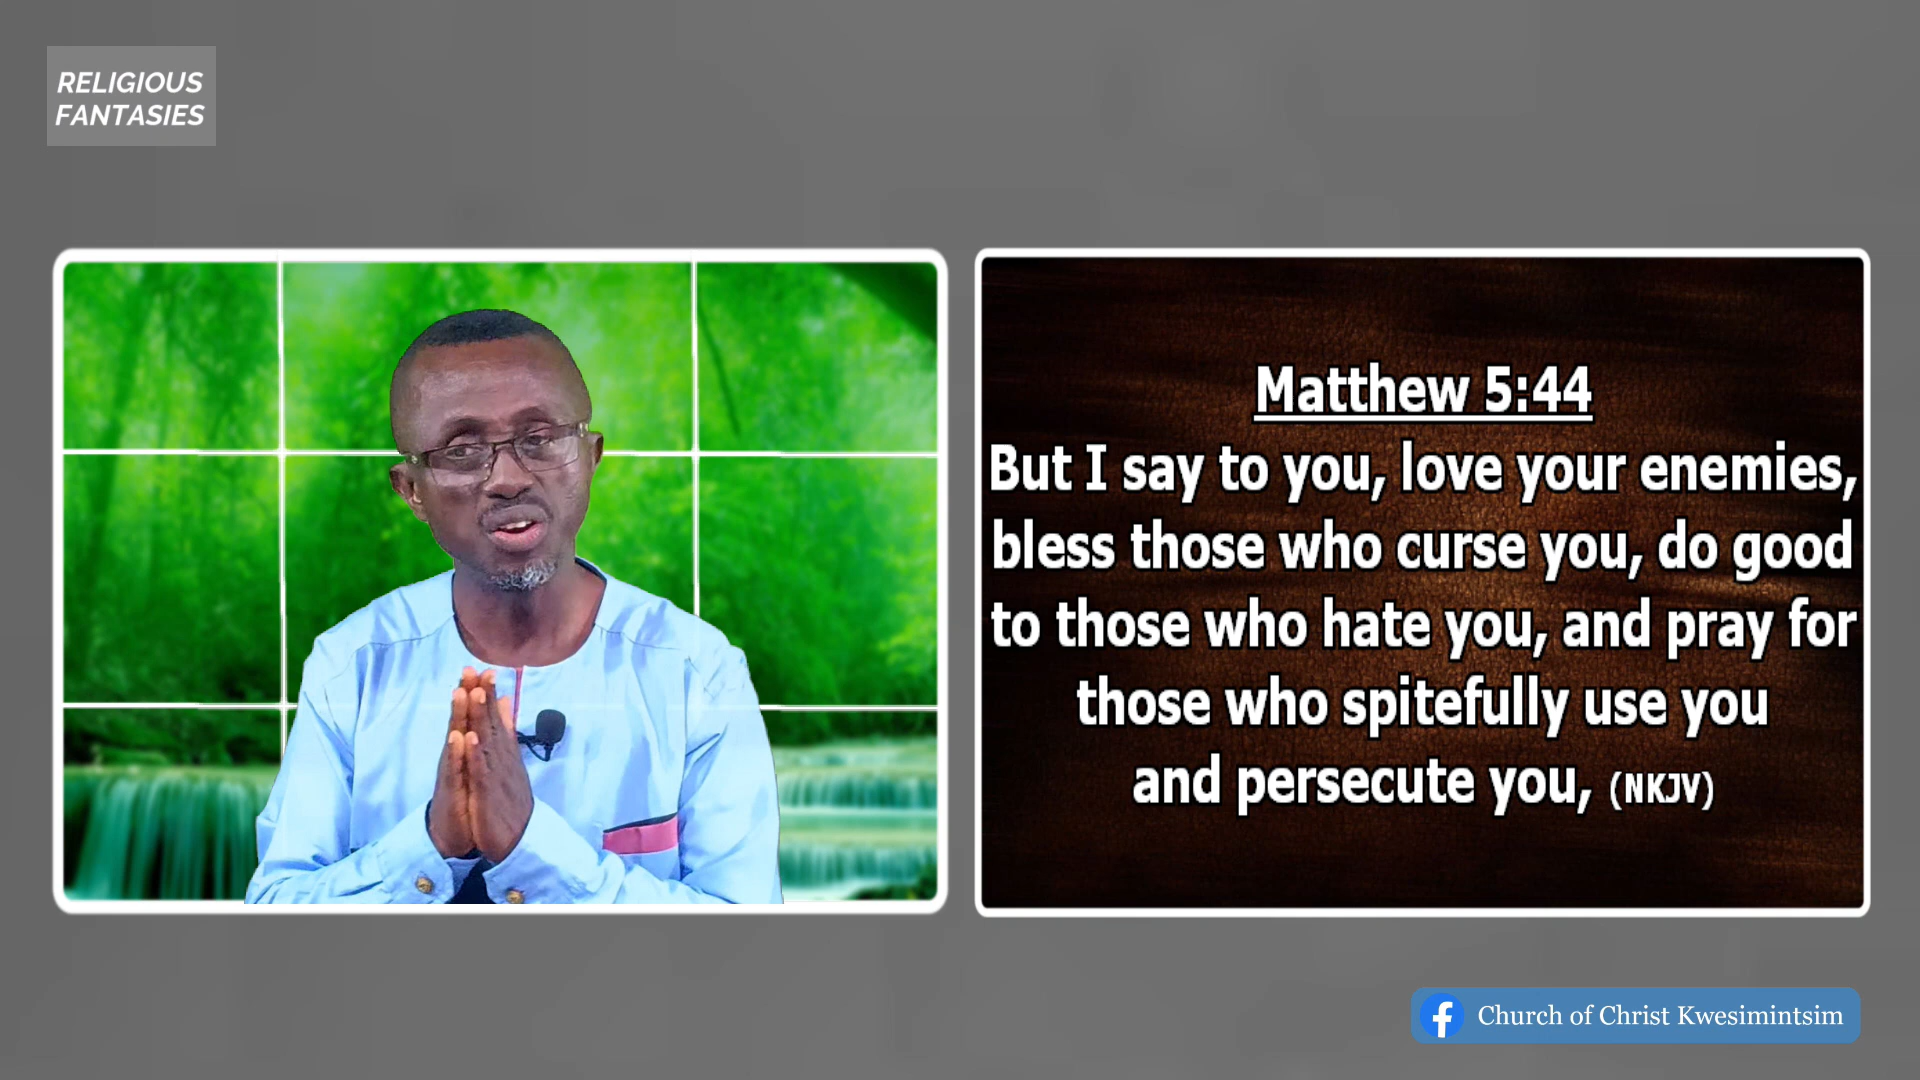 RELIGIOUS
FANTASIES
Matthew 5:44
But I say to you, love your enemies,
bless those who curse you, do good
to those who hate you, and pray for
those who spitefully use you
and persecute you, (NKJV)
Church of Christ Kwesimintsim